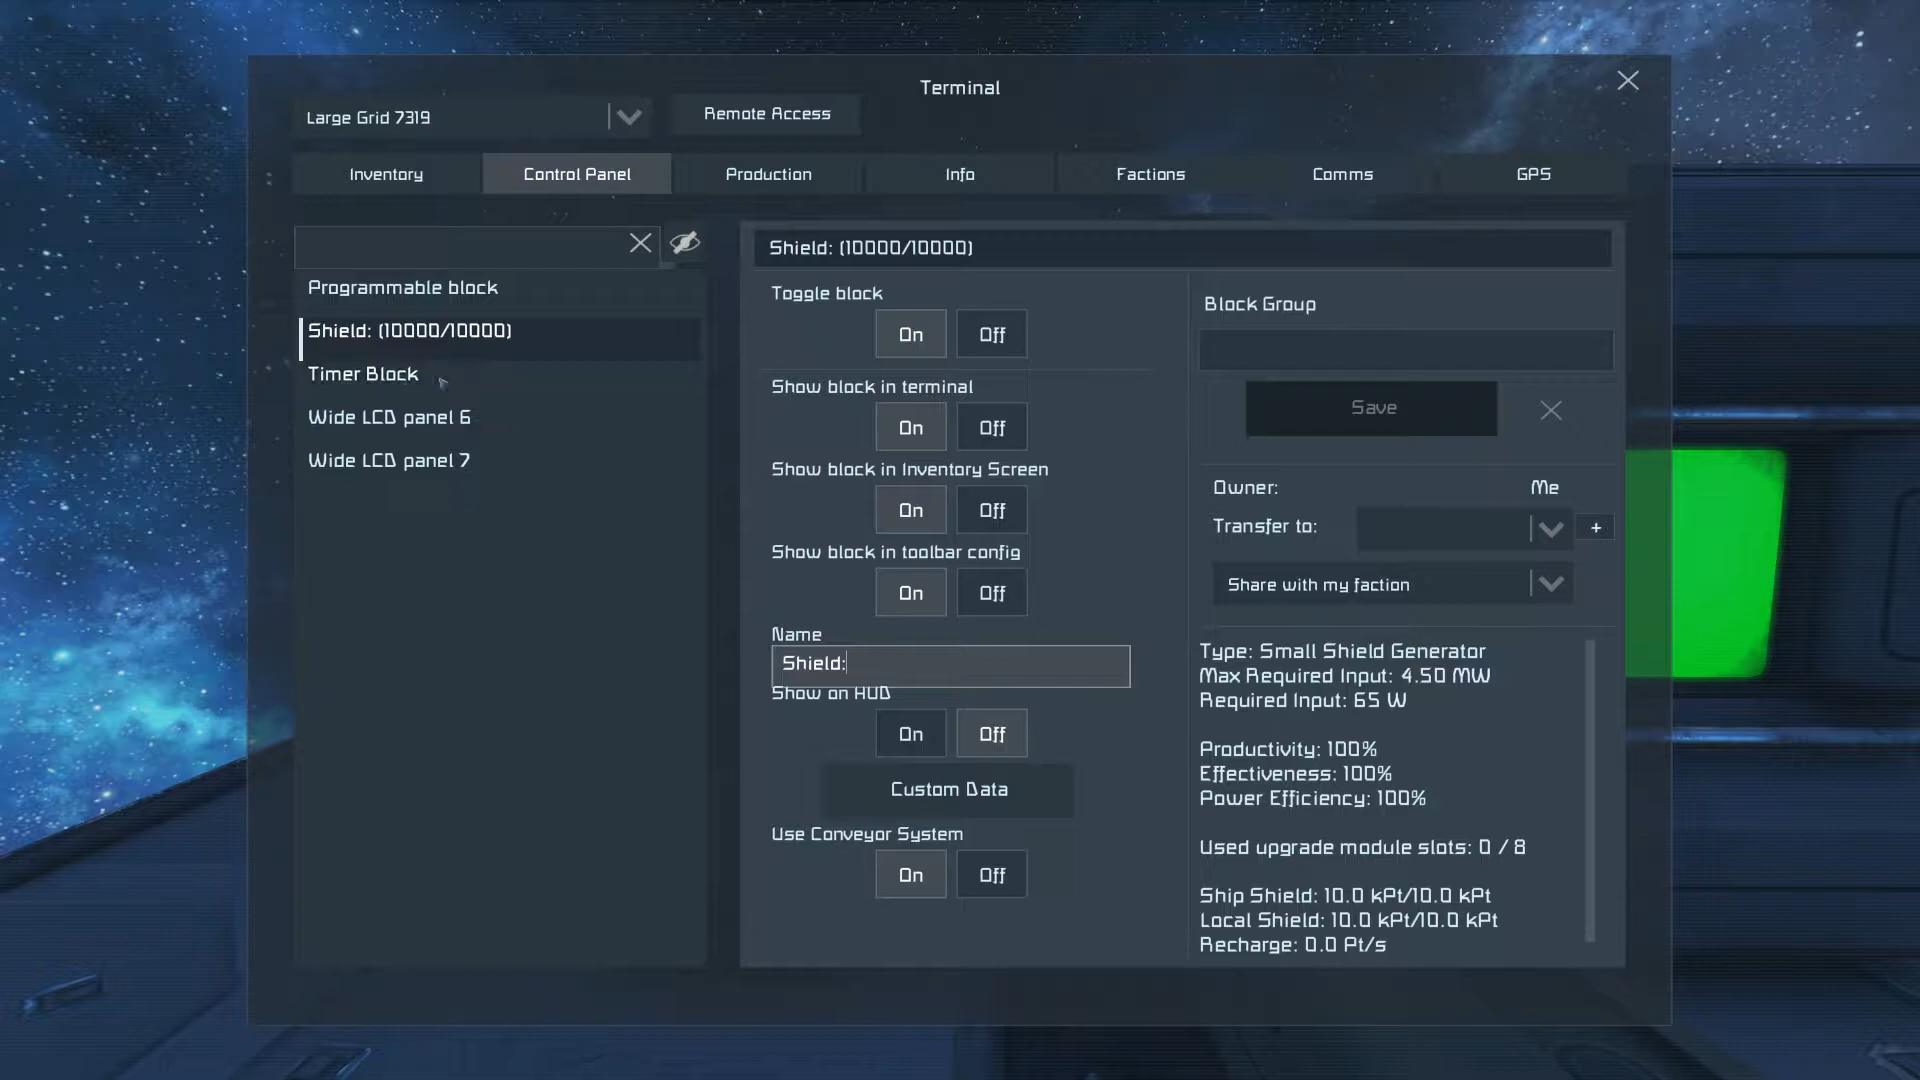 Terminal
Large Grid 7319
Remote Access
Inventory
Control Panel
Production
Info
Factions
Comms
GPS
Programmable block
Shield: (10000/10000)
Timer Block
Wide LCD panel 6
Wide LCD panel 7
Shield: (10000/10000)
Toggle block
On
Off
Show block in terminal
On
Off
Show block in Inventory Screen
On
Off
Show block in toolbar config
On
Off
Name
Shield:
Show on HUD
On
Off
Custom Data
Use Conveyor System
On
Off
Block Group
Save
Owner:
Me
Transfer to:
+
Share with my faction
Type: Small Shield Generator
Max Required Input: 4.50 MW
Required Input: 65 W
Productivity: 100%
Effectiveness: 100%
Power Efficiency: 100%
Used upgrade module slots: 0 / 8
Ship Shield: 10.0 kPt/10.0 kPt
Local Shield: 10.0 kPt/10.0 kPt
Recharge: 0.0 Pt/s